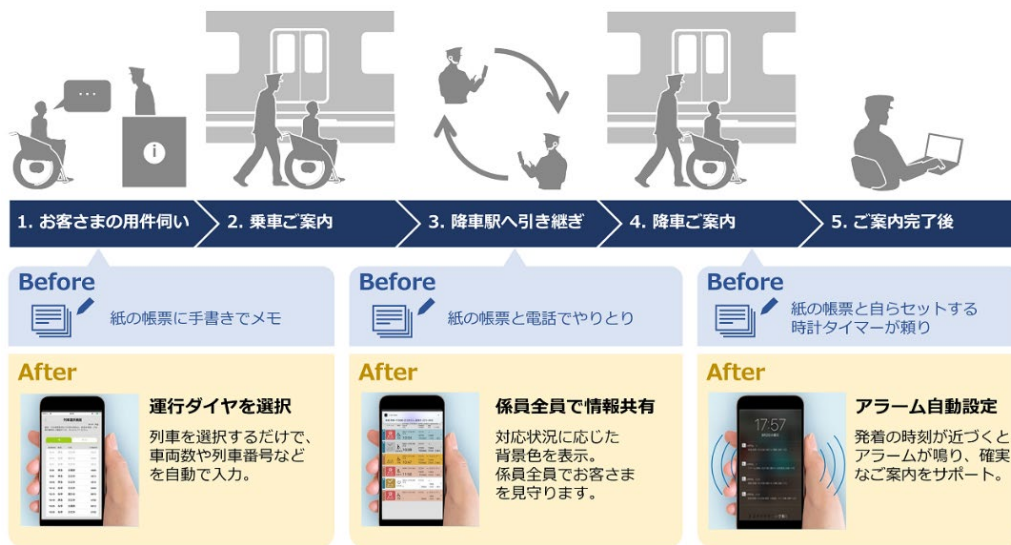 1. お客さまの用件伺い
2. 乗車ご案内
3. 降車駅へ引き継ぎ
4. 降車ご案内
5. ご案内完了後
Before
紙の帳票に手書きでメモ
After
運行ダイヤを選択
列車を選択するだけで、
車両数や列車番号など
を自動で入力。
Before
紙の帳票と電話でやりとり
After
係員全員で情報共有
対応状況に応じた
背景色を表示。
係員全員でお客さま
を見守ります。
Before
紙の帳票と自らセットする
時計タイマーが頼り
After
17:57
アラーム自動設定
発着の時刻が近づくと
アラームが鳴り、確実
なご案内をサポート。